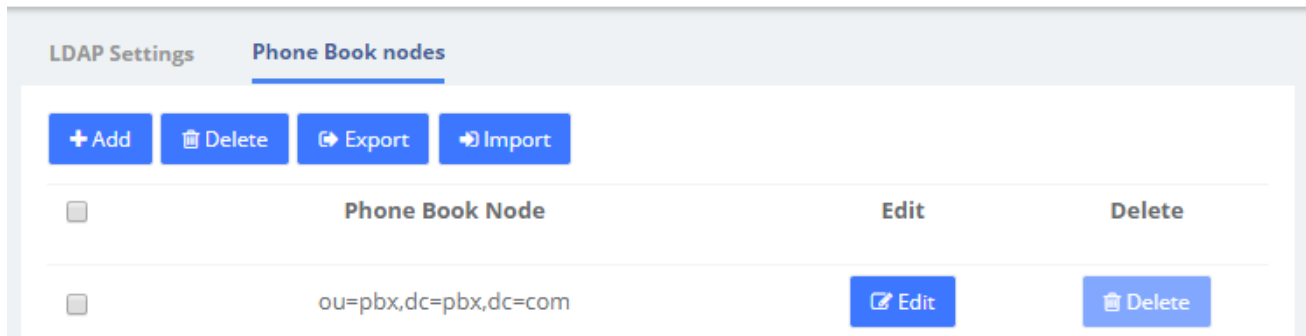 LDAP Settings Phone Book nodes
Add Delete Export Import
Phone Book Node Edit Delete
ou=pbx,dc=pbx,dc=com Edit Delete